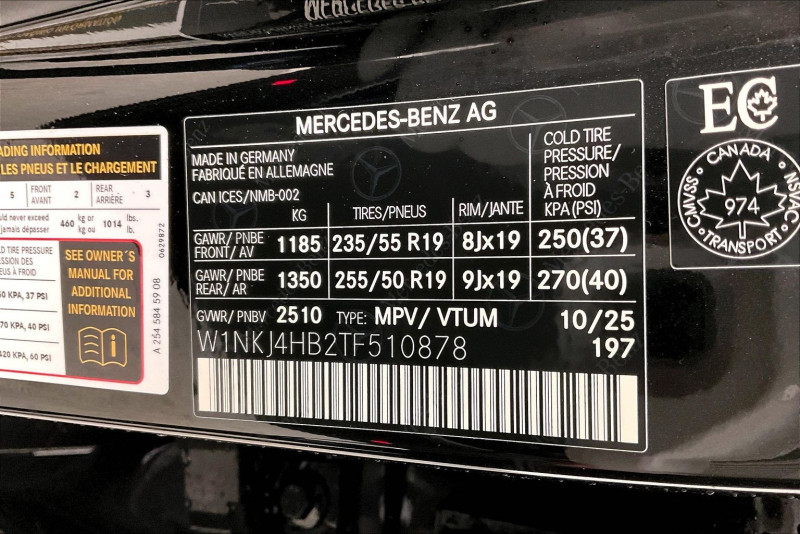 MERCEDES-BENZ AG
MADE IN GERMANY
FABRIQUÉ EN ALLEMAGNE
CAN ICES/NMB-002
COLD TIRE
PRESSURE/
PRESSION
À FROID
KPA (PSI)
KG TIRES/PNEUS RIM/JANTE
GAWR/ PNBE
FRONT/ AV 1185 235/55 R19 8Jx19 250(37)
GAWR/ PNBE
REAR/ AR 1350 255/50 R19 9Jx19 270(40)
GVWR/ PNBV 2510 TYPE: MPV/ VTUM 10/25
W1NKJ4HB2TF510878 197
ADING INFORMATION
LES PNEUS ET LE CHARGEMENT
5 FRONT
AVANT 2 REAR
ARRIÈRE 3
uld never exceed
jamais dépasser 460 kg or
kg ou 1014 lbs.
lb.
D TIRE PRESSURE
SION DES
S À FROID
50 KPA, 37 PSI
70 KPA, 40 PSI
420 KPA, 60 PSI
SEE OWNER´S
MANUAL FOR
ADDITIONAL
INFORMATION
0629872
A 254 584 59 08
EC
CANADA
974
TRANSPORT